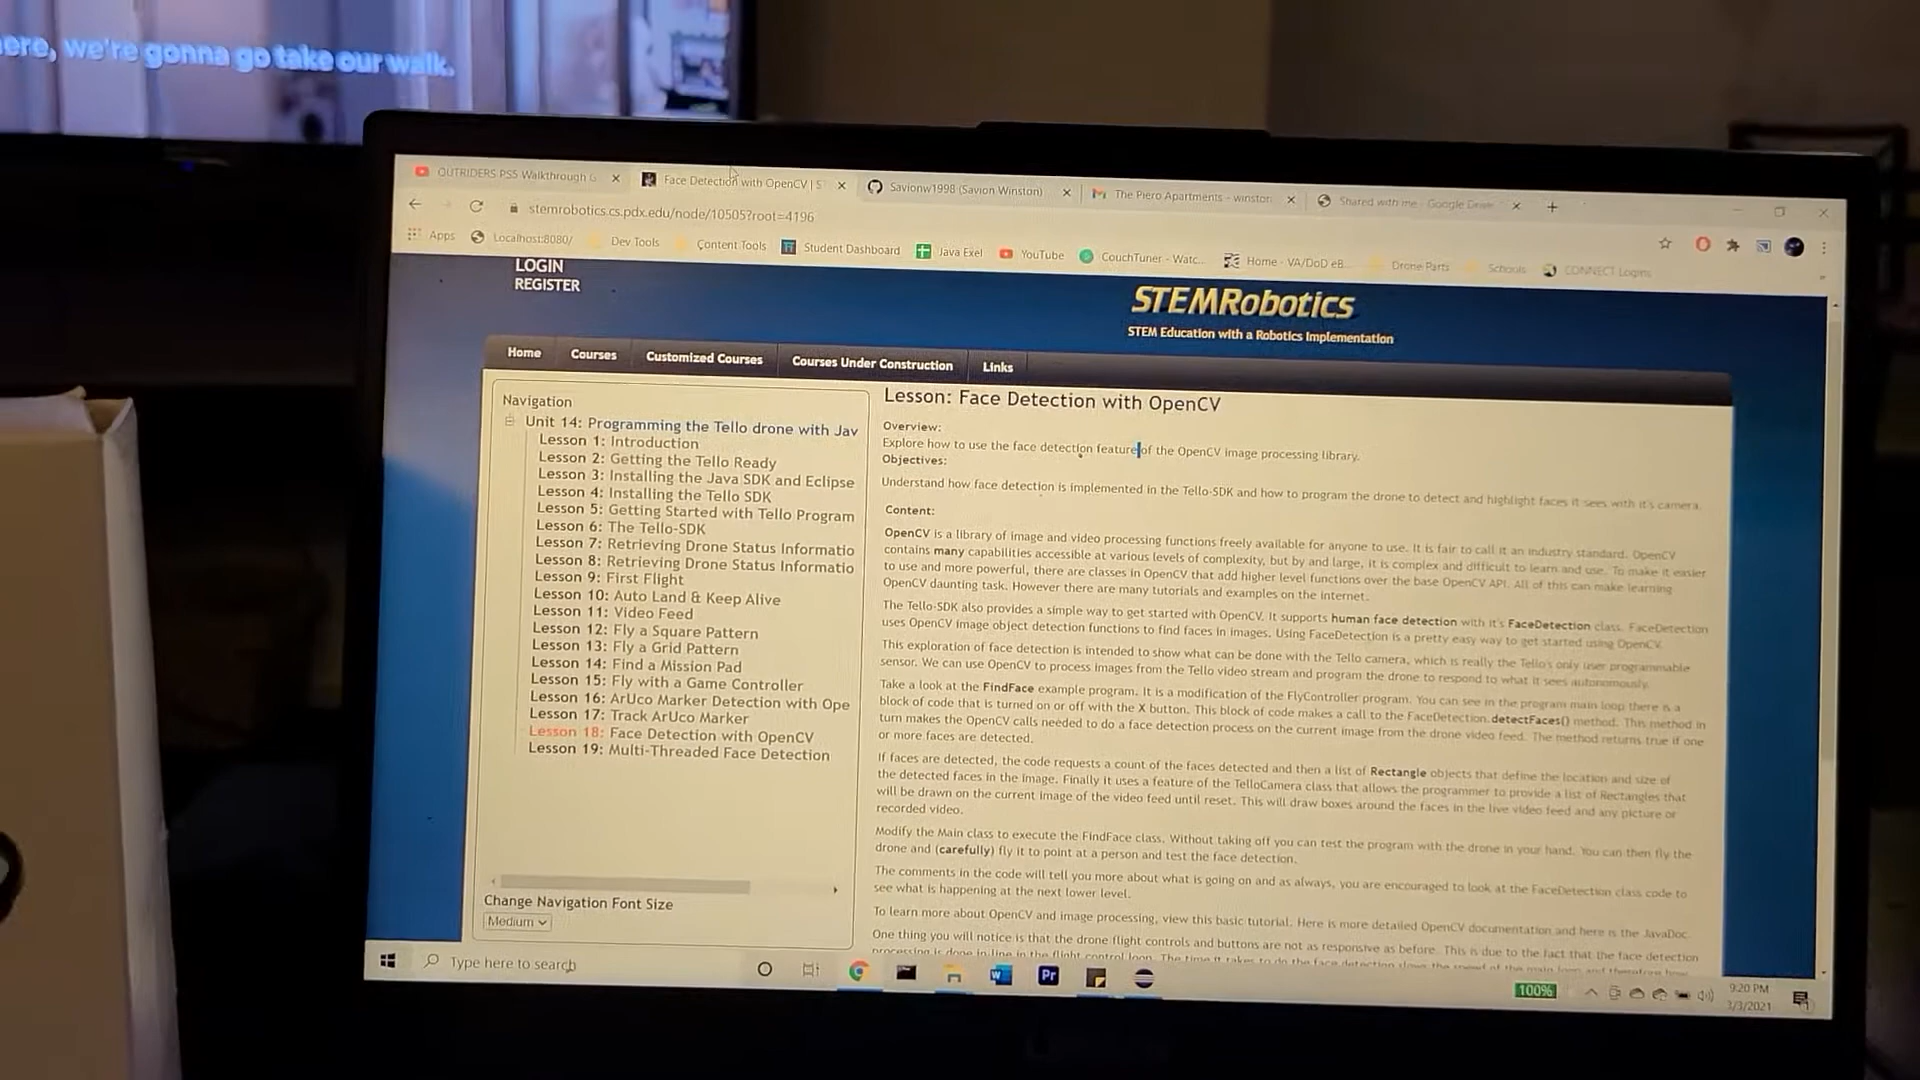 ere, we're gonna go take our walk.
OUTRIDERS PS5 Walkthrough G
Face Detection with OpenCV | S
Savionw1998 (Savion Winston)
The Piero Apartments - winston
Shared with me - Google Drive
stemrobotics.cs.pdx.edu/node/10505?root=4196
Apps
Localhost:8080/
Dev Tools
Content Tools
Student Dashboard
Java Exel
YouTube
CouchTuner - Watc...
Home - VA/DoD eB...
Drone Parts
Schools
CONNECT Logins
LOGIN
REGISTER
STEMRobotics
STEM Education with a Robotics Implementation
Home
Courses
Customized Courses
Courses Under Construction
Links
Navigation
Unit 14: Programming the Tello drone with Jav
Lesson 1: Introduction
Lesson 2: Getting the Tello Ready
Lesson 3: Installing the Java SDK and Eclipse
Lesson 4: Installing the Tello SDK
Lesson 5: Getting Started with Tello Program
Lesson 6: The Tello-SDK
Lesson 7: Retrieving Drone Status Informatio
Lesson 8: Retrieving Drone Status Informatio
Lesson 9: First Flight
Lesson 10: Auto Land & Keep Alive
Lesson 11: Video Feed
Lesson 12: Fly a Square Pattern
Lesson 13: Fly a Grid Pattern
Lesson 14: Find a Mission Pad
Lesson 15: Fly with a Game Controller
Lesson 16: ArUco Marker Detection with Ope
Lesson 17: Track ArUco Marker
Lesson 18: Face Detection with OpenCV
Lesson 19: Multi-Threaded Face Detection
Change Navigation Font Size
Medium
Lesson: Face Detection with OpenCV
Overview:
Explore how to use the face detection feature of the OpenCV image processing library.
Objectives:
Understand how face detection is implemented in the Tello-SDK and how to program the drone to detect and highlight faces it sees with it's camera.
Content:
OpenCV is a library of image and video processing functions freely available for anyone to use. It is fair to call it an industry standard. OpenCV
contains many capabilities accessible at various levels of complexity, but by and large, it is complex and difficult to learn and use. To make it easier
to use and more powerful, there are classes in OpenCV that add higher level functions over the base OpenCV API. All of this can make learning
OpenCV daunting task. However there are many tutorials and examples on the internet.
The Tello-SDK also provides a simple way to get started with OpenCV. It supports human face detection with it's FaceDetection class. FaceDetection
uses OpenCV image object detection functions to find faces in images. Using FaceDetection is a pretty easy way to get started using OpenCV.
This exploration of face detection is intended to show what can be done with the Tello camera, which is really the Tello's only user programmable
sensor. We can use OpenCV to process images from the Tello video stream and program the drone to respond to what it sees autonomously.
Take a look at the FindFace example program. It is a modification of the FlyController program. You can see in the program main loop there is a
block of code that is turned on or off with the X button. This block of code makes a call to the FaceDetection.detectFaces() method. This method in
turn makes the OpenCV calls needed to do a face detection process on the current image from the drone video feed. The method returns true if one
or more faces are detected.
If faces are detected, the code requests a count of the faces detected and then a list of Rectangle objects that define the location and size of
the detected faces in the image. Finally it uses a feature of the TelloCamera class that allows the programmer to provide a list of Rectangles that
will be drawn on the current image of the video feed until reset. This will draw boxes around the faces in the live video feed and any picture or
recorded video.
Modify the Main class to execute the FindFace class. Without taking off you can test the program with the drone in your hand. You can then fly the
drone and (carefully) fly it to point at a person and test the face detection.
The comments in the code will tell you more about what is going on and as always, you are encouraged to look at the FaceDetection class code to
see what is happening at the next lower level.
To learn more about OpenCV and image processing, view this basic tutorial. Here is more detailed OpenCV documentation and here is the JavaDoc.
One thing you will notice is that the drone flight controls and buttons are not as responsive as before. This is due to the fact that the face detection
processing is done in-line in the flight control loop. The time it takes to do the face detection slows the speed of the main loop and therefore how
Type here to search
Pr
100%
9:20 PM
3/3/2021